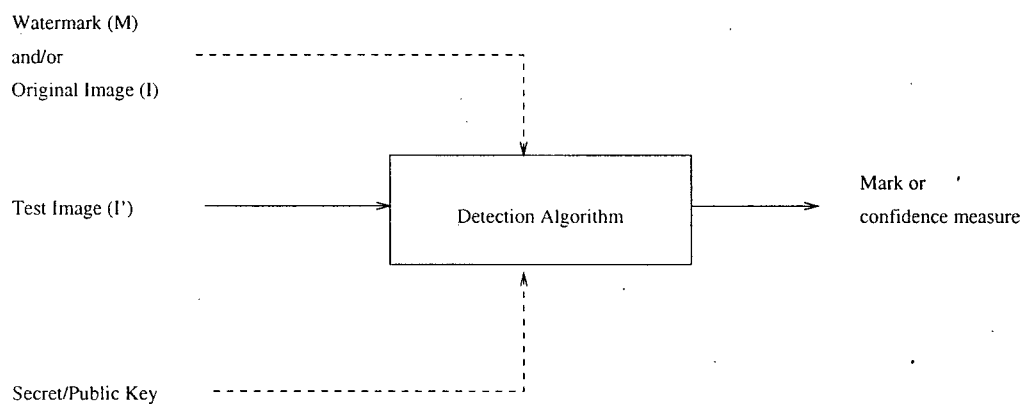 Watermark (M)
and/or
Original Image (I)
Test Image (I')
Detection Algorithm
Mark or
confidence measure
Secret/Public Key